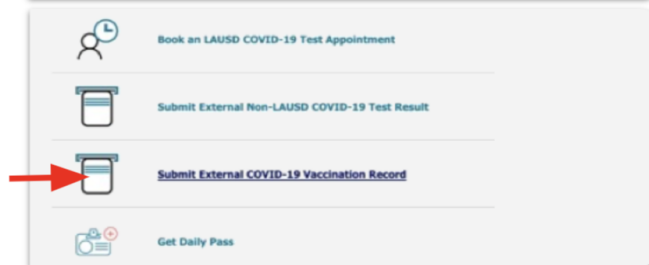 Book an LAUSD COVID-19 Test Appointment
Submit External Non-LAUSD COVID-19 Test Result
Submit External COVID-19 Vaccination Record
Get Daily Pass